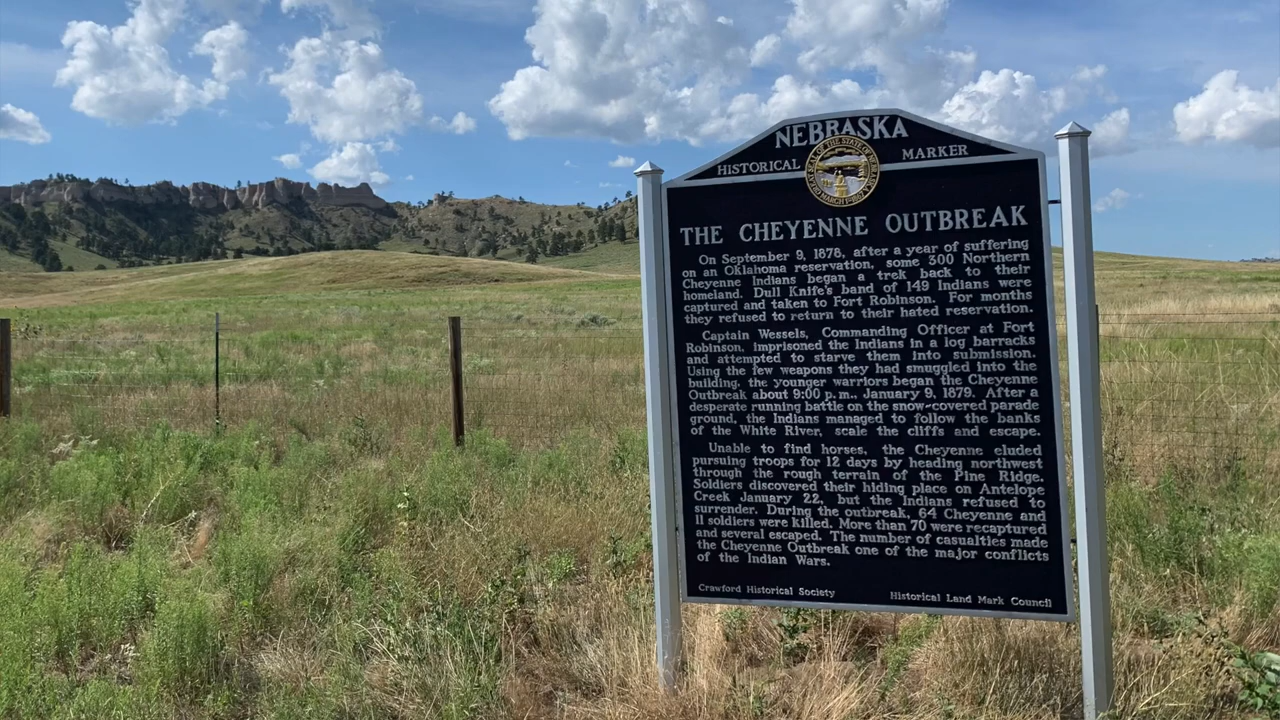 NEBRASKA
HISTORICAL MARKER
GREAT SEAL OF THE STATE OF NEBRASKA
MARCH 1ST 1867
THE CHEYENNE OUTBREAK
On September 9, 1878, after a year of suffering
on an Oklahoma reservation, some 300 Northern
Cheyenne Indians began a trek back to their
homeland. Dull Knife's band of 149 Indians were
captured and taken to Fort Robinson. For months
they refused to return to their hated reservation.
Captain Wessels, Commanding Officer at Fort
Robinson, imprisoned the Indians in a log barracks
and attempted to starve them into submission.
Using the few weapons they had smuggled into the
building, the younger warriors began the Cheyenne
Outbreak about 9:00 p.m., January 9, 1879. After a
desperate running battle on the snow-covered parade
ground, the Indians managed to follow the banks
of the White River, scale the cliffs and escape.
Unable to find horses, the Cheyenne eluded
pursuing troops for 12 days by heading northwest
through the rough terrain of the Pine Ridge.
Soldiers discovered their hiding place on Antelope
Creek January 22, but the Indians refused to
surrender. During the outbreak, 64 Cheyenne and
11 soldiers were killed. More than 70 were recaptured
and several escaped. The number of casualties made
the Cheyenne Outbreak one of the major conflicts
of the Indian Wars.
Crawford Historical Society
Historical Land Mark Council